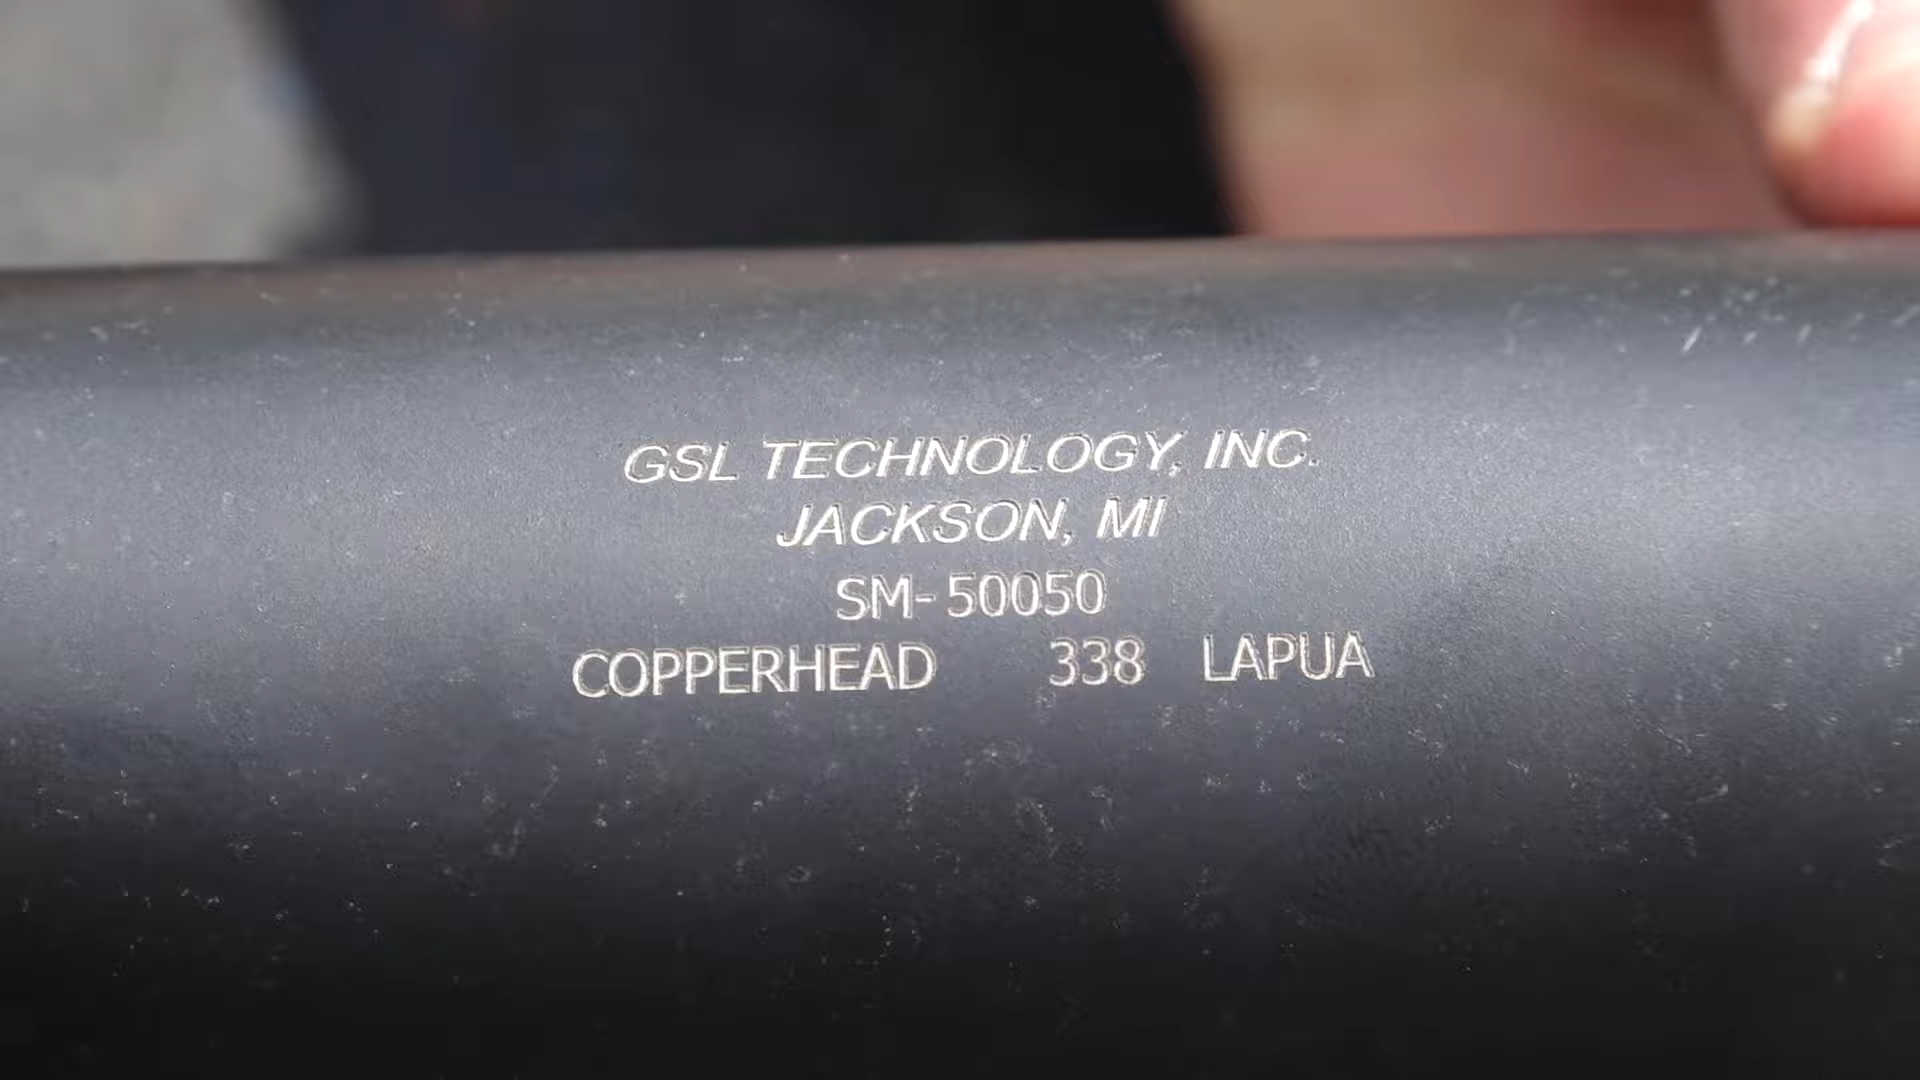 GSL TECHNOLOGY, INC.
JACKSON, MI
SM-50050
COPPERHEAD 338 LAPUA